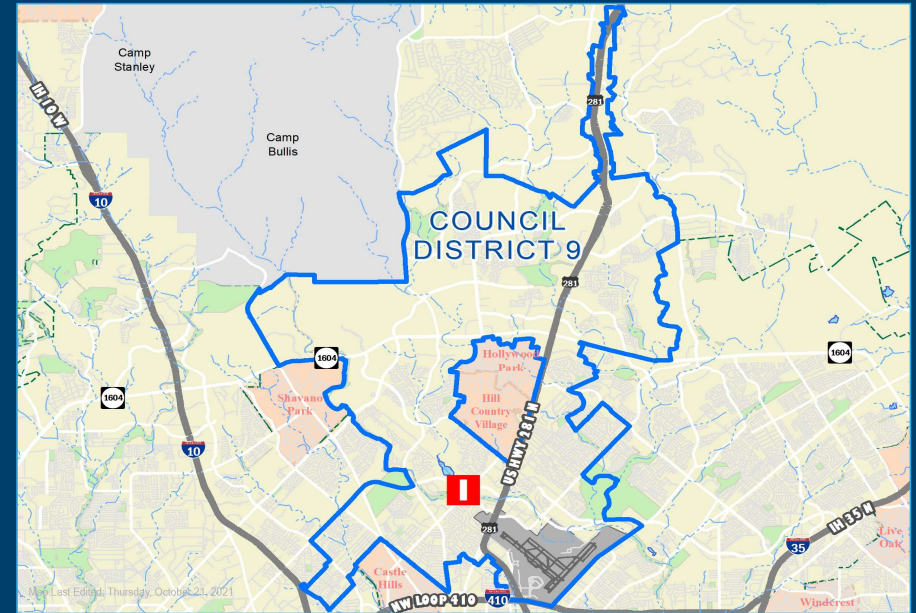 Camp
Stanley
IH 10 W
281
Camp
Bullis
10
COUNCIL
DISTRICT 9
281
1604
1604
1604
Hollywood
Park
Shavano
Park
Hill
Country
Village
US HWY 281 N
10
I
281
IH 35 N
35
Live
Oak
Castle
Hills
Map Last Edited: Thursday, October 21, 2021
NW LOOP 410
410
Windcrest